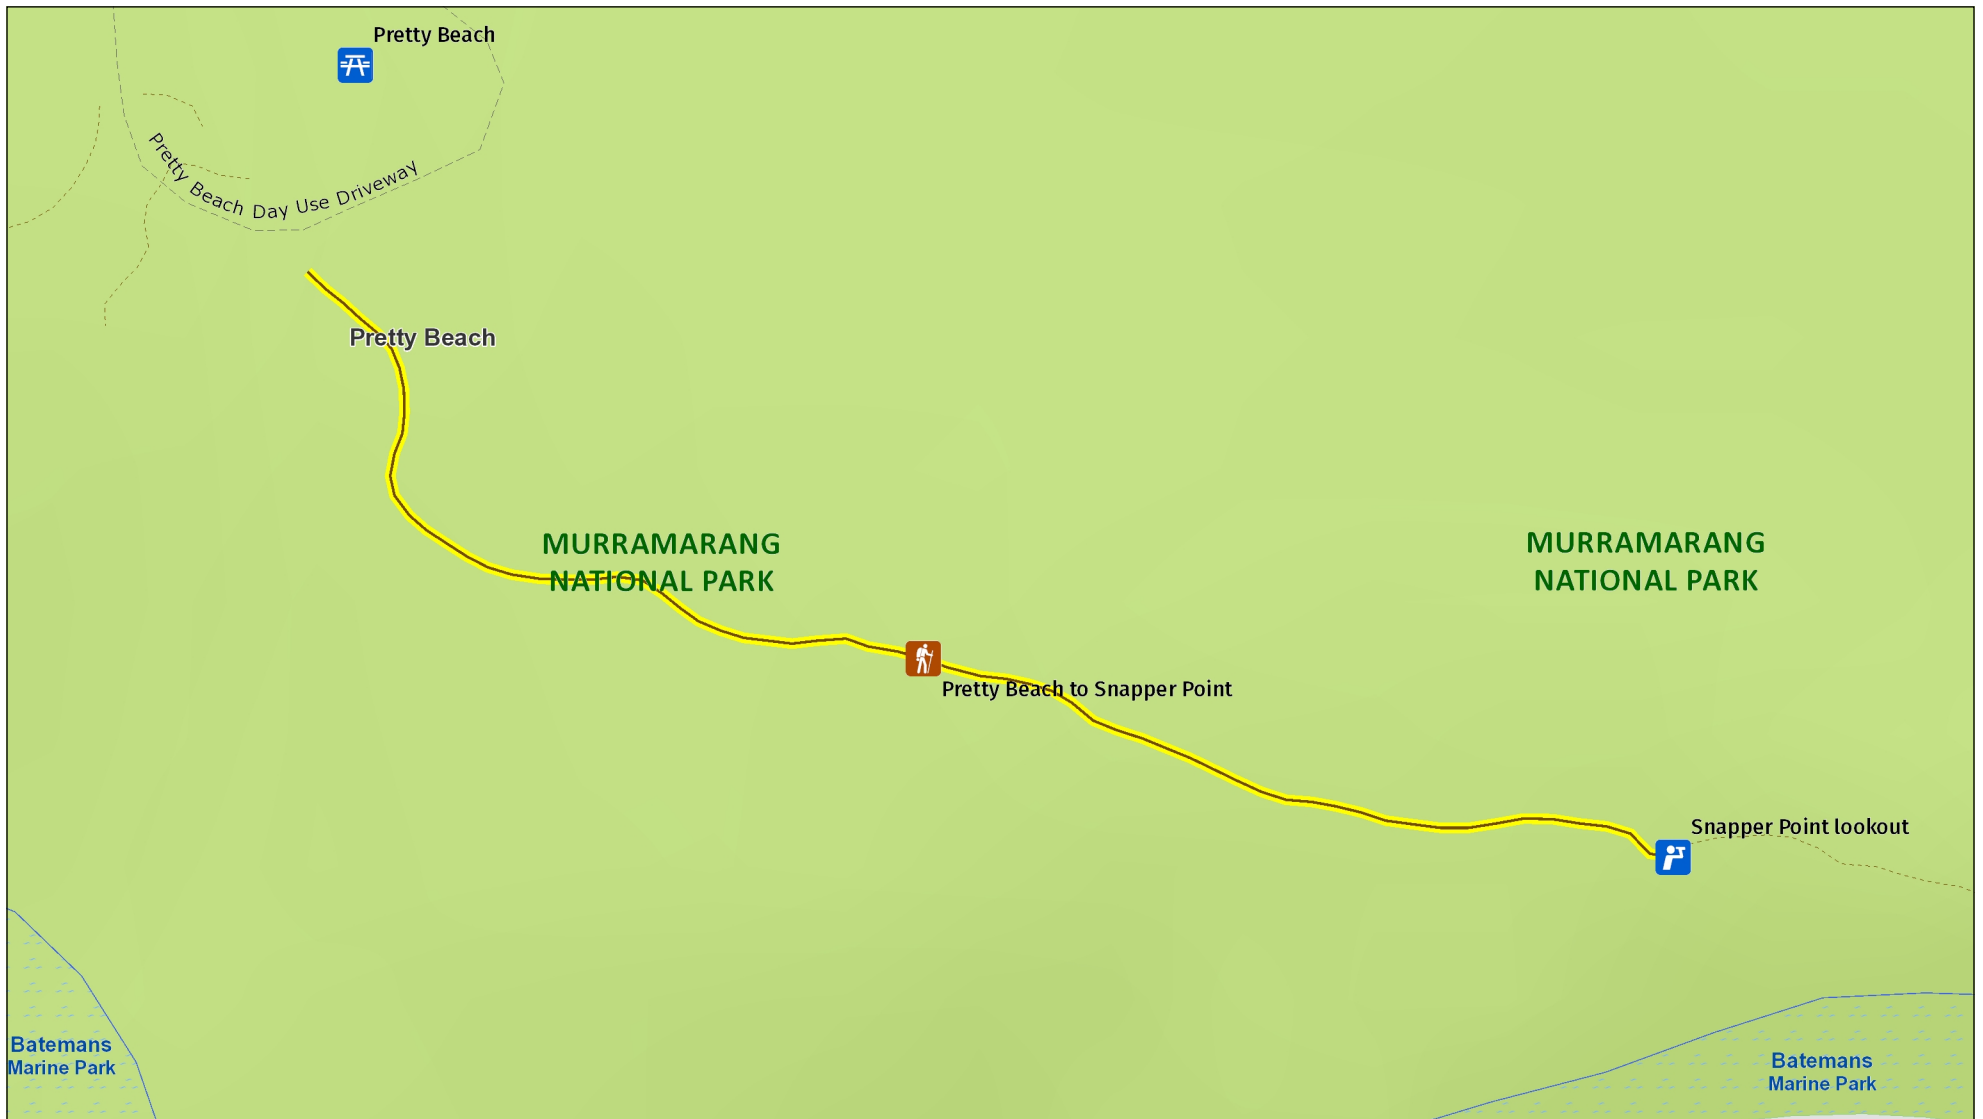 Pretty Beach
Pretty Beach Day Use Driveway
Pretty Beach
MURRAMARANG
NATIONAL PARK
MURRAMARANG
NATIONAL PARK
Pretty Beach to Snapper Point
Snapper Point lookout
Batemans
Marine Park
Batemans
Marine Park